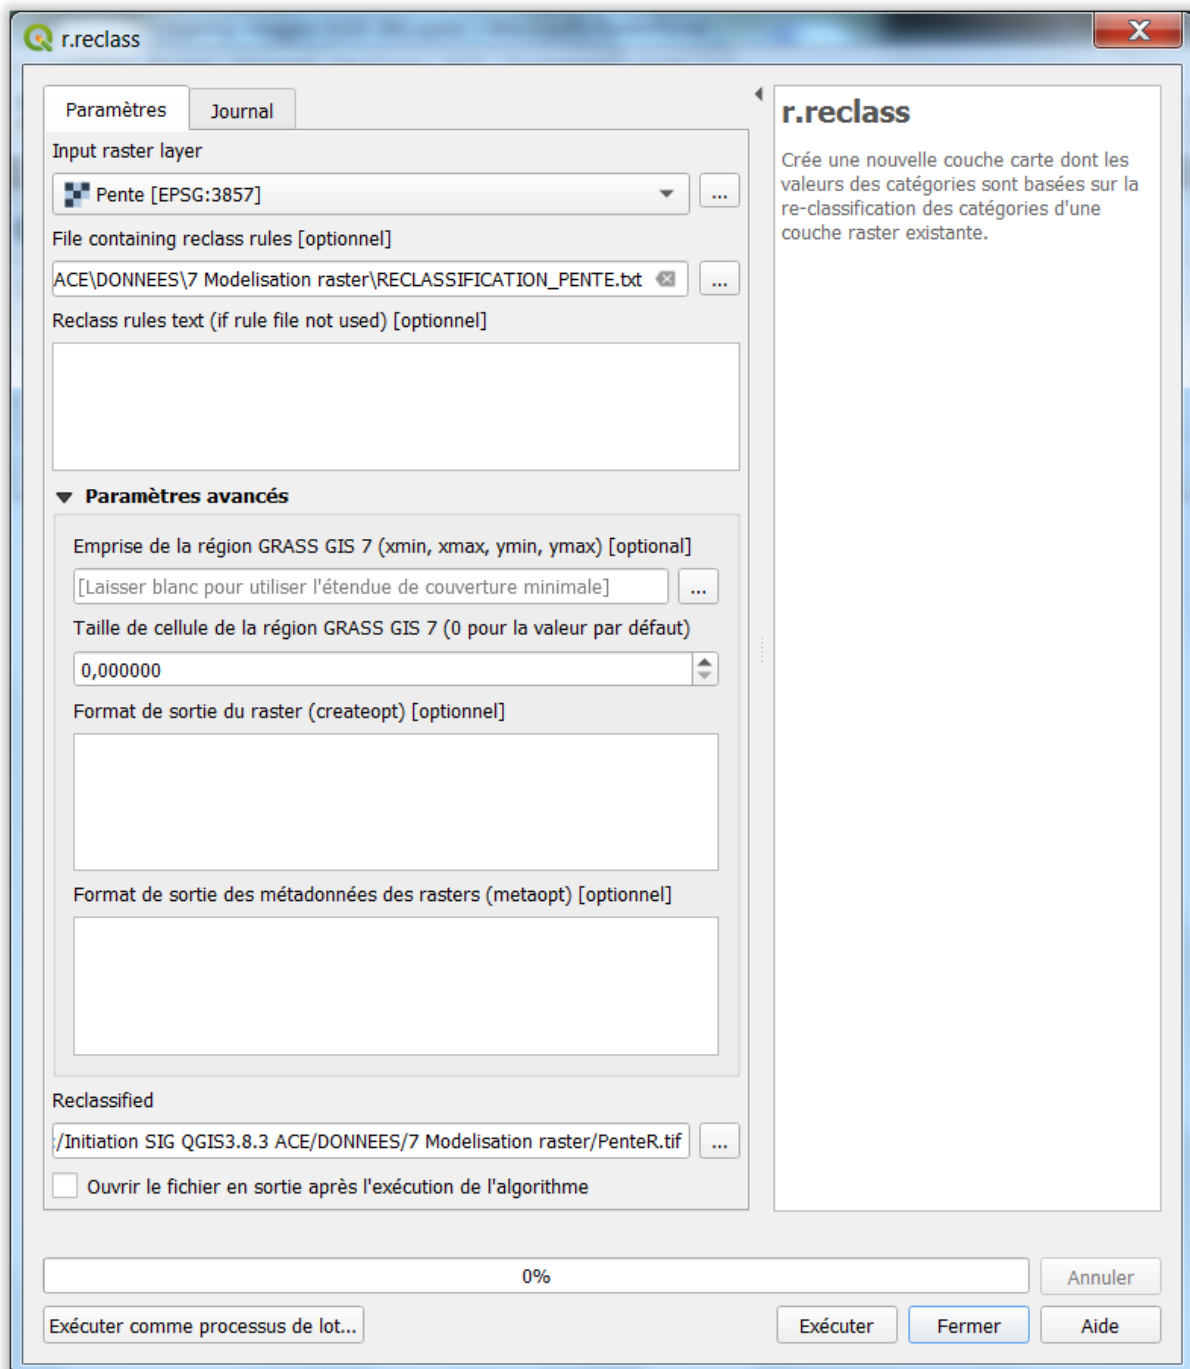 r.reclass
X
Paramètres
Journal
Input raster layer
Pente [EPSG:3857]
...
File containing reclass rules [optionnel]
ACE\DONNEES\7 Modelisation raster\RECLASSIFICATION_PENTE.txt
...
Reclass rules text (if rule file not used) [optionnel]
Paramètres avancés
Emprise de la région GRASS GIS 7 (xmin, xmax, ymin, ymax) [optional]
[Laisser blanc pour utiliser l'étendue de couverture minimale]
...
Taille de cellule de la région GRASS GIS 7 (0 pour la valeur par défaut)
0,000000
Format de sortie du raster (createopt) [optionnel]
Format de sortie des métadonnées des rasters (metaopt) [optionnel]
Reclassified
:/Initiation SIG QGIS3.8.3 ACE/DONNEES/7 Modelisation raster/PenteR.tif
...
Ouvrir le fichier en sortie après l'exécution de l'algorithme
r.reclass
Crée une nouvelle couche carte dont les
valeurs des catégories sont basées sur la
re-classification des catégories d'une
couche raster existante.
0%
Annuler
Exécuter comme processus de lot...
Exécuter
Fermer
Aide